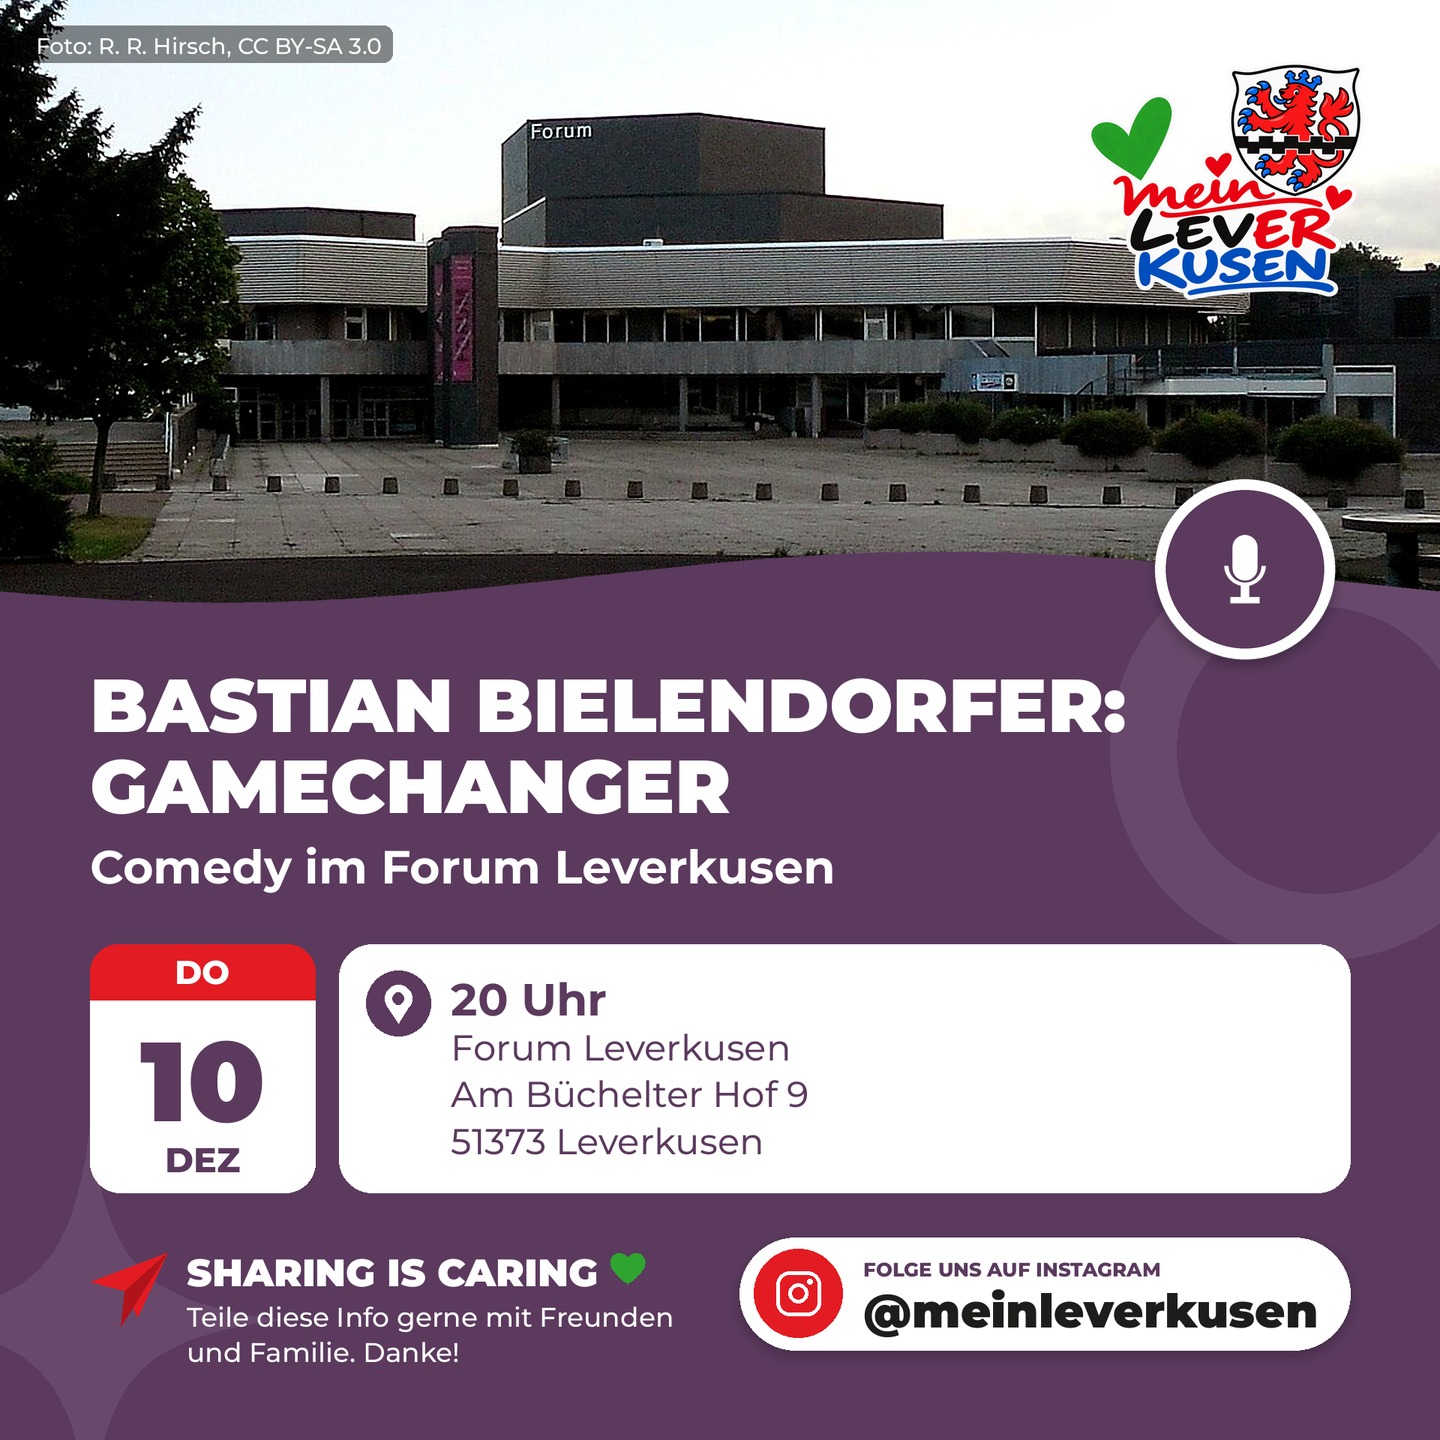 Foto: R. R. Hirsch, CC BY-SA 3.0
Forum
mein
LEVER
KUSEN
BASTIAN BIELENDORFER:
GAMECHANGER
Comedy im Forum Leverkusen
DO
10
DEZ
20 Uhr
Forum Leverkusen
Am Büchelter Hof 9
51373 Leverkusen
SHARING IS CARING
Teile diese Info gerne mit Freunden
und Familie. Danke!
FOLGE UNS AUF INSTAGRAM
@meinleverkusen